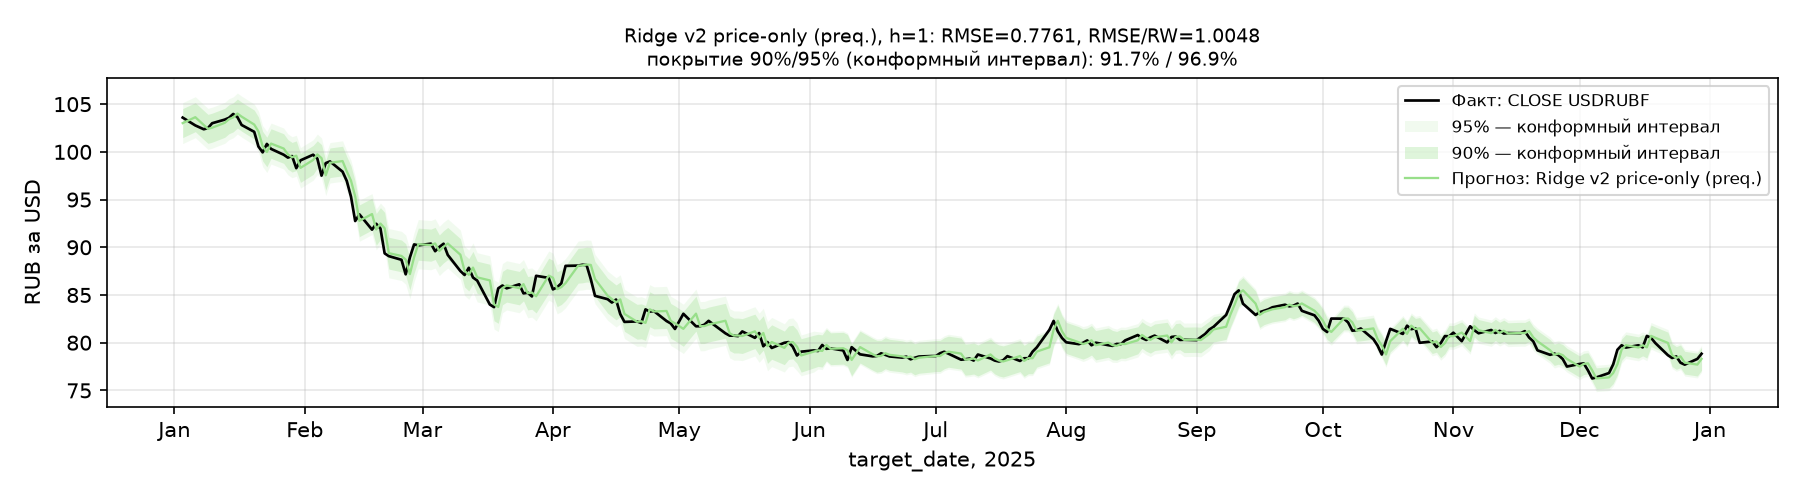 Ridge v2 price-only (preq.), h=1: RMSE=0.7761, RMSE/RW=1.0048
покрытие 90%/95% (конформный интервал): 91.7% / 96.9%
RUB за USD
105
100
95
90
85
80
75
Факт: CLOSE USDRUBF
95% — конформный интервал
90% — конформный интервал
Прогноз: Ridge v2 price-only (preq.)
Jan Feb Mar Apr May Jun Jul Aug Sep Oct Nov Dec Jan
target_date, 2025